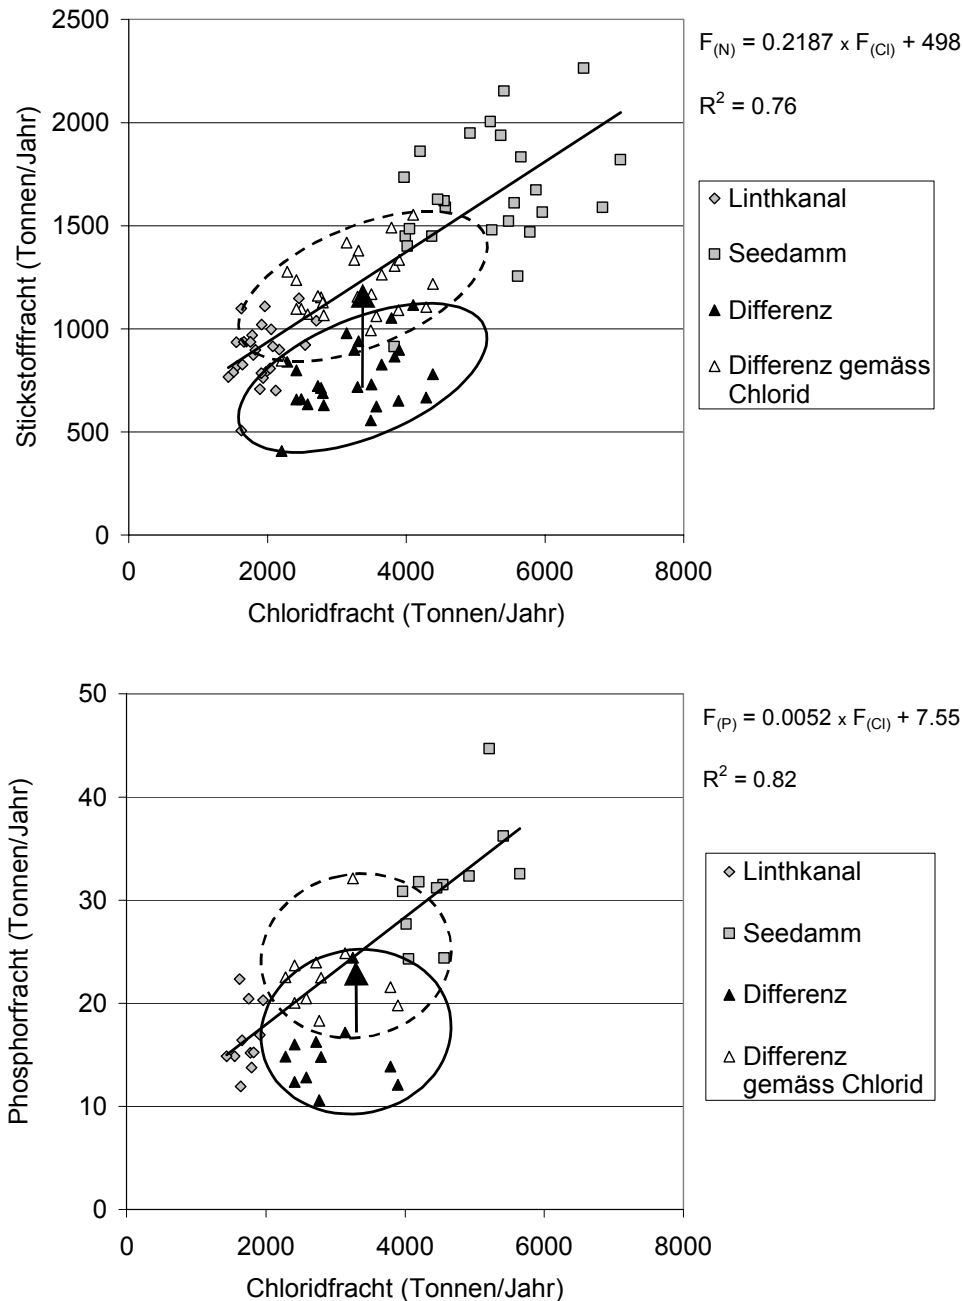 2500
2000
1500
1000
500
0
0 2000 4000 6000 8000
Stickstofffracht (Tonnen/Jahr)
Chloridfracht (Tonnen/Jahr)
F(N) = 0.2187 x F(Cl) + 498
R2 = 0.76
Linthkanal
Seedamm
Differenz
Differenz gemäss
Chlorid
50
40
30
20
10
0
0 2000 4000 6000 8000
Phosphorfracht (Tonnen/Jahr)
Chloridfracht (Tonnen/Jahr)
F(P) = 0.0052 x F(Cl) + 7.55
R2 = 0.82
Linthkanal
Seedamm
Differenz
Differenz
gemäss Chlorid